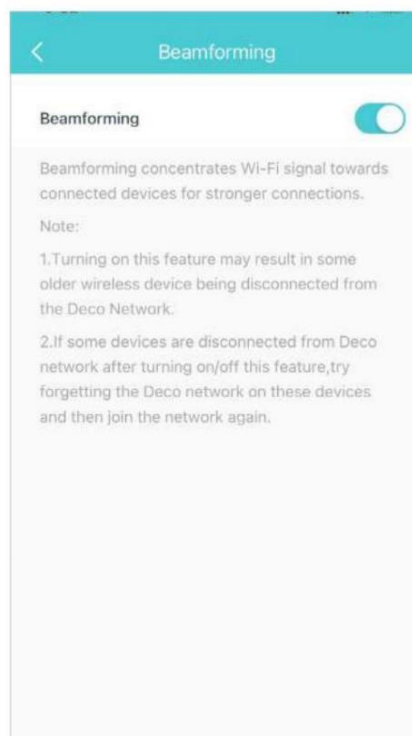 Beamforming
Beamforming
Beamforming concentrates Wi-Fi signal towards
connected devices for stronger connections.
Note:
1.Turning on this feature may result in some
older wireless device being disconnected from
the Deco Network.
2.If some devices are disconnected from Deco
network after turning on/off this feature,try
forgetting the Deco network on these devices
and then join the network again.